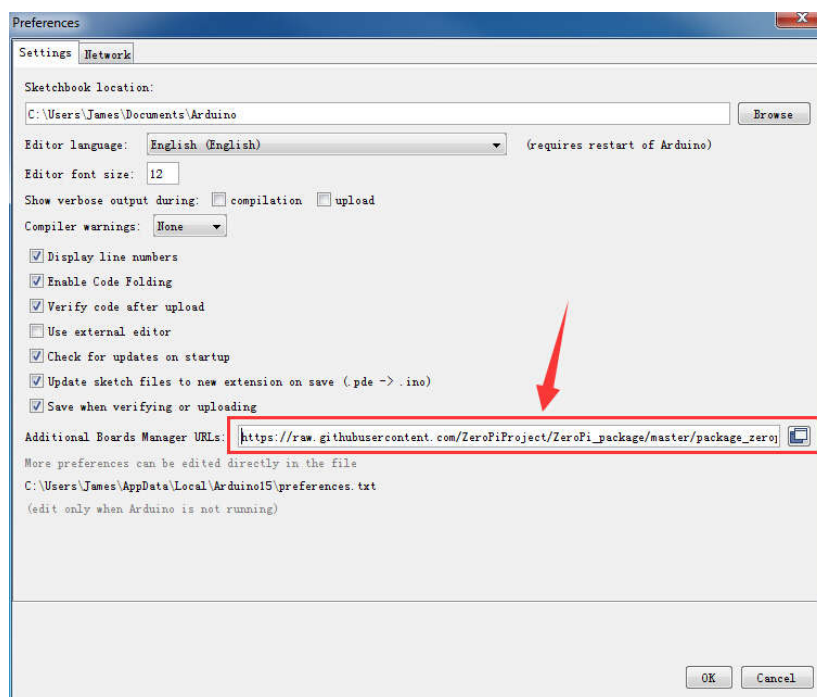 Preferences
Settings Network
Sketchbook location:
C:\Users\James\Documents\Arduino Browse
Editor language: English (English) (requires restart of Arduino)
Editor font size: 12
Show verbose output during: compilation upload
Compiler warnings: None
Display line numbers
Enable Code Folding
Verify code after upload
Use external editor
Check for updates on startup
Update sketch files to new extension on save (.pde -> .ino)
Save when verifying or uploading
Additional Boards Manager URLs: https://raw.githubusercontent.com/ZeroPiProject/ZeroPi_package/master/package_zerop
More preferences can be edited directly in the file
C:\Users\James\AppData\Local\Arduino15\preferences.txt
(edit only when Arduino is not running)
OK Cancel